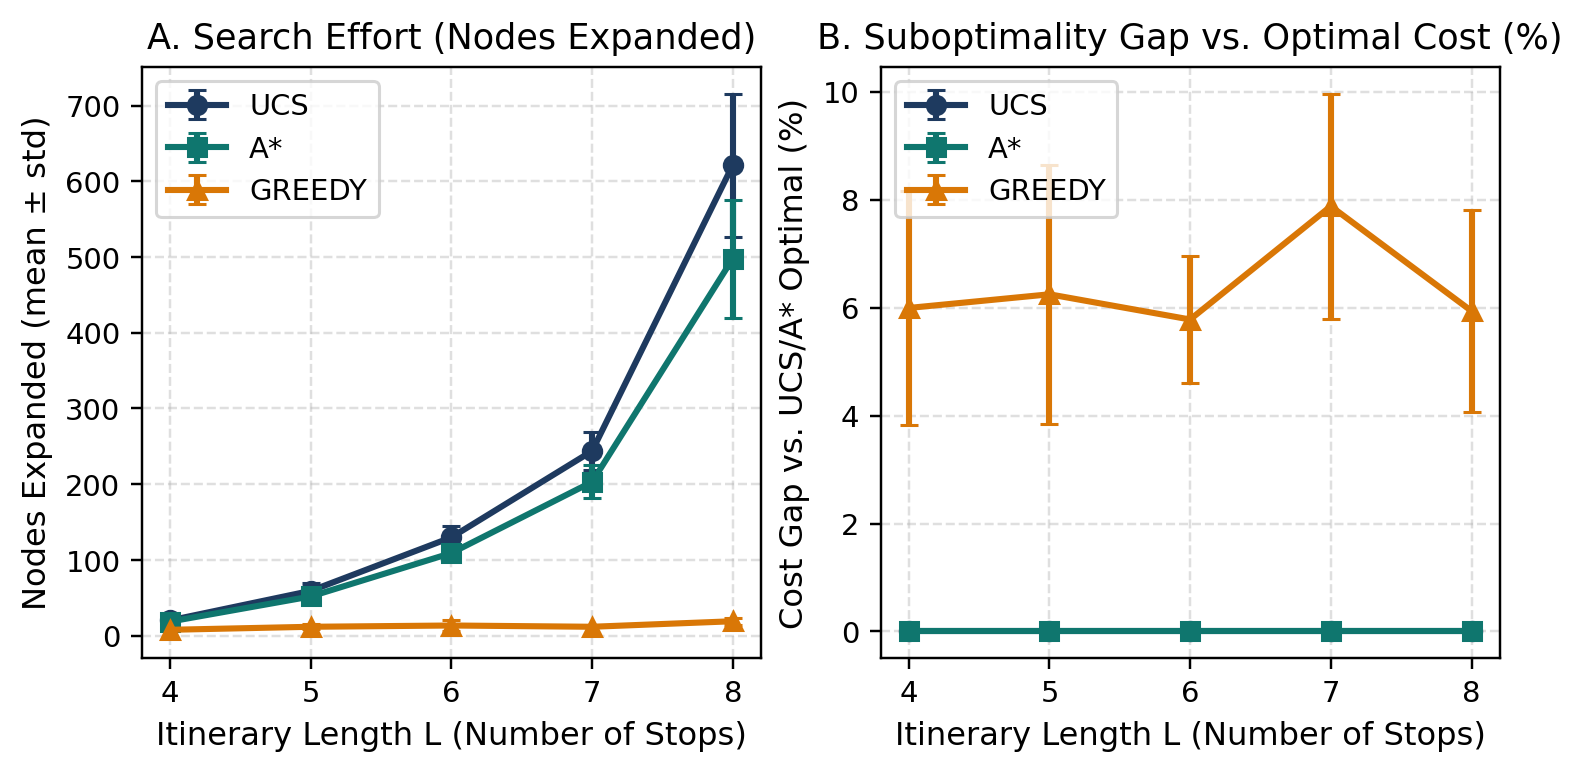 A. Search Effort (Nodes Expanded)
UCS
A*
GREEDY
Nodes Expanded (mean ± std)
700
600
500
400
300
200
100
0
4 5 6 7 8
Itinerary Length L (Number of Stops)
B. Suboptimality Gap vs. Optimal Cost (%)
UCS
A*
GREEDY
Cost Gap vs. UCS/A* Optimal (%)
10
8
6
4
2
0
4 5 6 7 8
Itinerary Length L (Number of Stops)